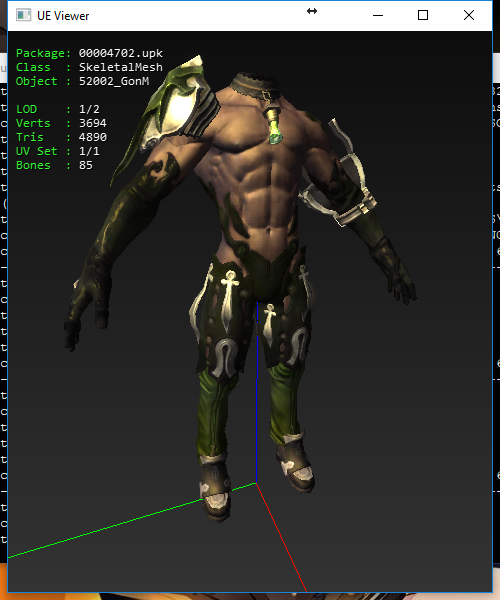 UE Viewer
Package: 00004702.upk
Class  : SkeletalMesh
Object : 52002_GonM
LOD    : 1/2
Verts  : 3694
Tris   : 4890
UV Set : 1/1
Bones  : 85